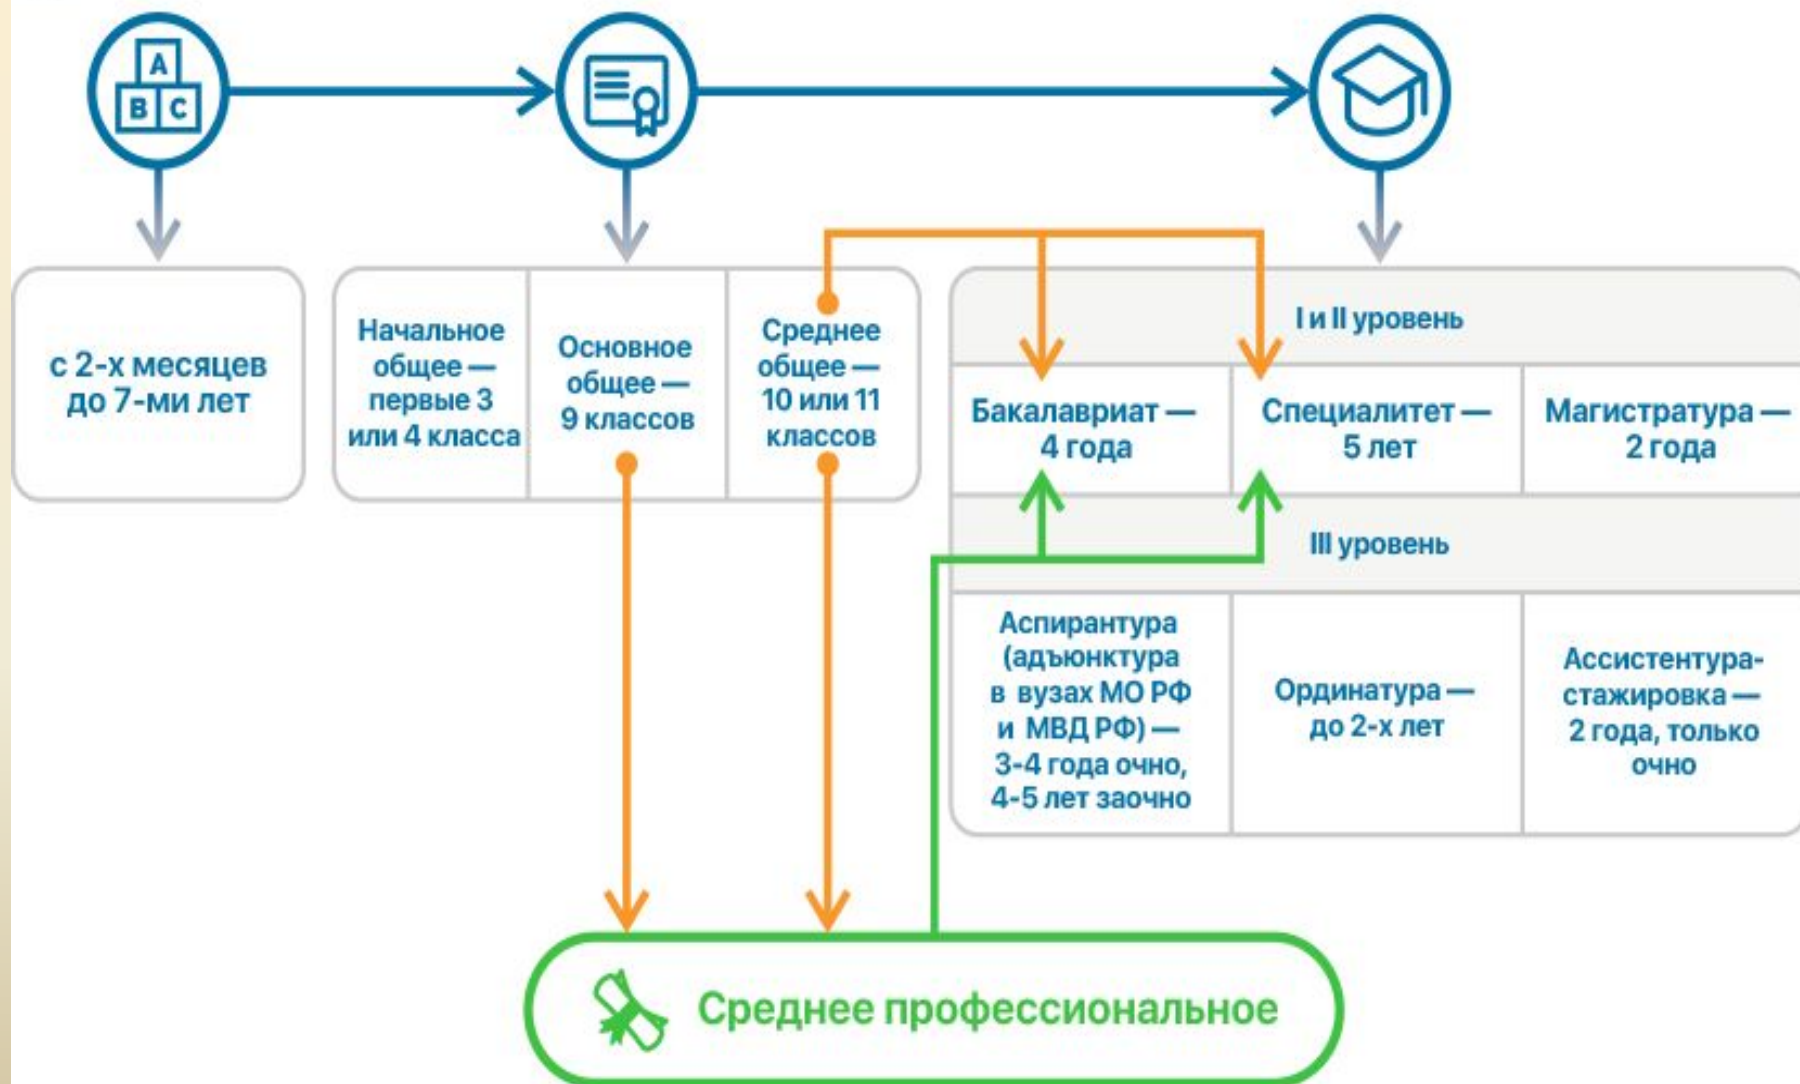 A
B C
с 2-х месяцев
до 7-ми лет
Начальное
общее —
первые 3
или 4 класса
Основное
общее —
9 классов
Среднее
общее —
10 или 11
классов
I и II уровень
Бакалавриат —
4 года
Специалитет —
5 лет
Магистратура —
2 года
III уровень
Аспирантура
(адъюнктура
в вузах МО РФ
и МВД РФ) —
3-4 года очно,
4-5 лет заочно
Ординатура —
до 2-х лет
Ассистентура-
стажировка —
2 года, только
очно
Среднее профессиональное